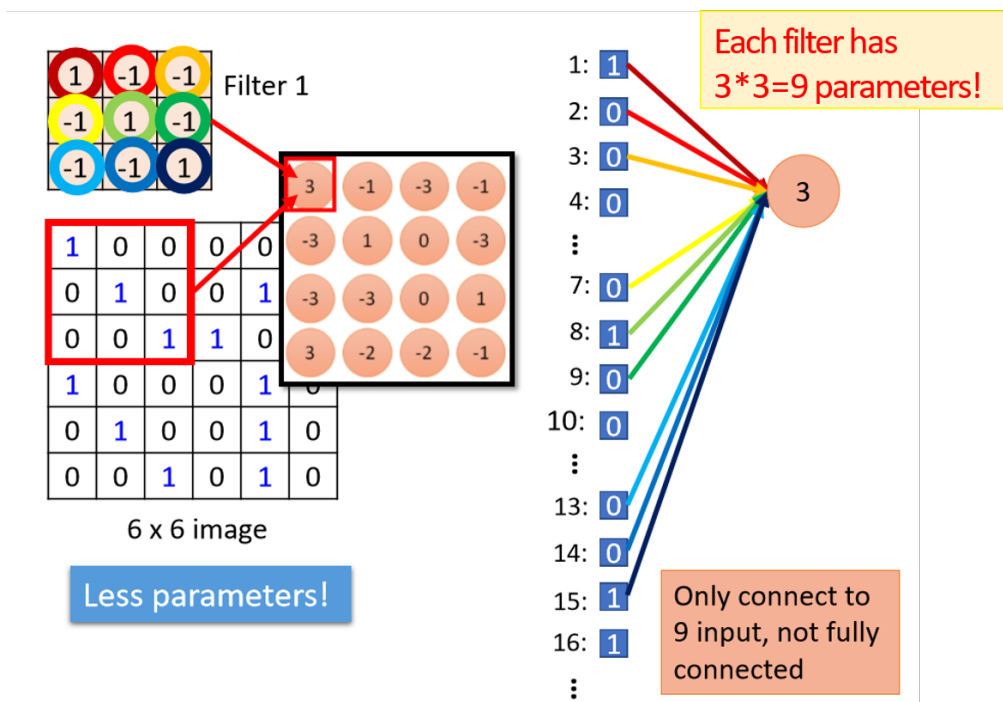 Each filter has
3*3=9 parameters!
1 -1 -1
-1 1 -1
-1 -1 1
Filter 1
3 -1 -3 -1
-3 1 0 -3
-3 -3 0 1
3 -2 -2 -1
1 0 0 0 0
0 1 0 0 1
0 0 1 1 0
1 0 0 0 1
0 1 0 0 1 0
0 0 1 0 1 0
6 x 6 image
Less parameters!
1: 1
2: 0
3: 0
4: 0
⋮
7: 0
8: 1
9: 0
10: 0
⋮
13: 0
14: 0
15: 1
16: 1
⋮
3
Only connect to
9 input, not fully
connected